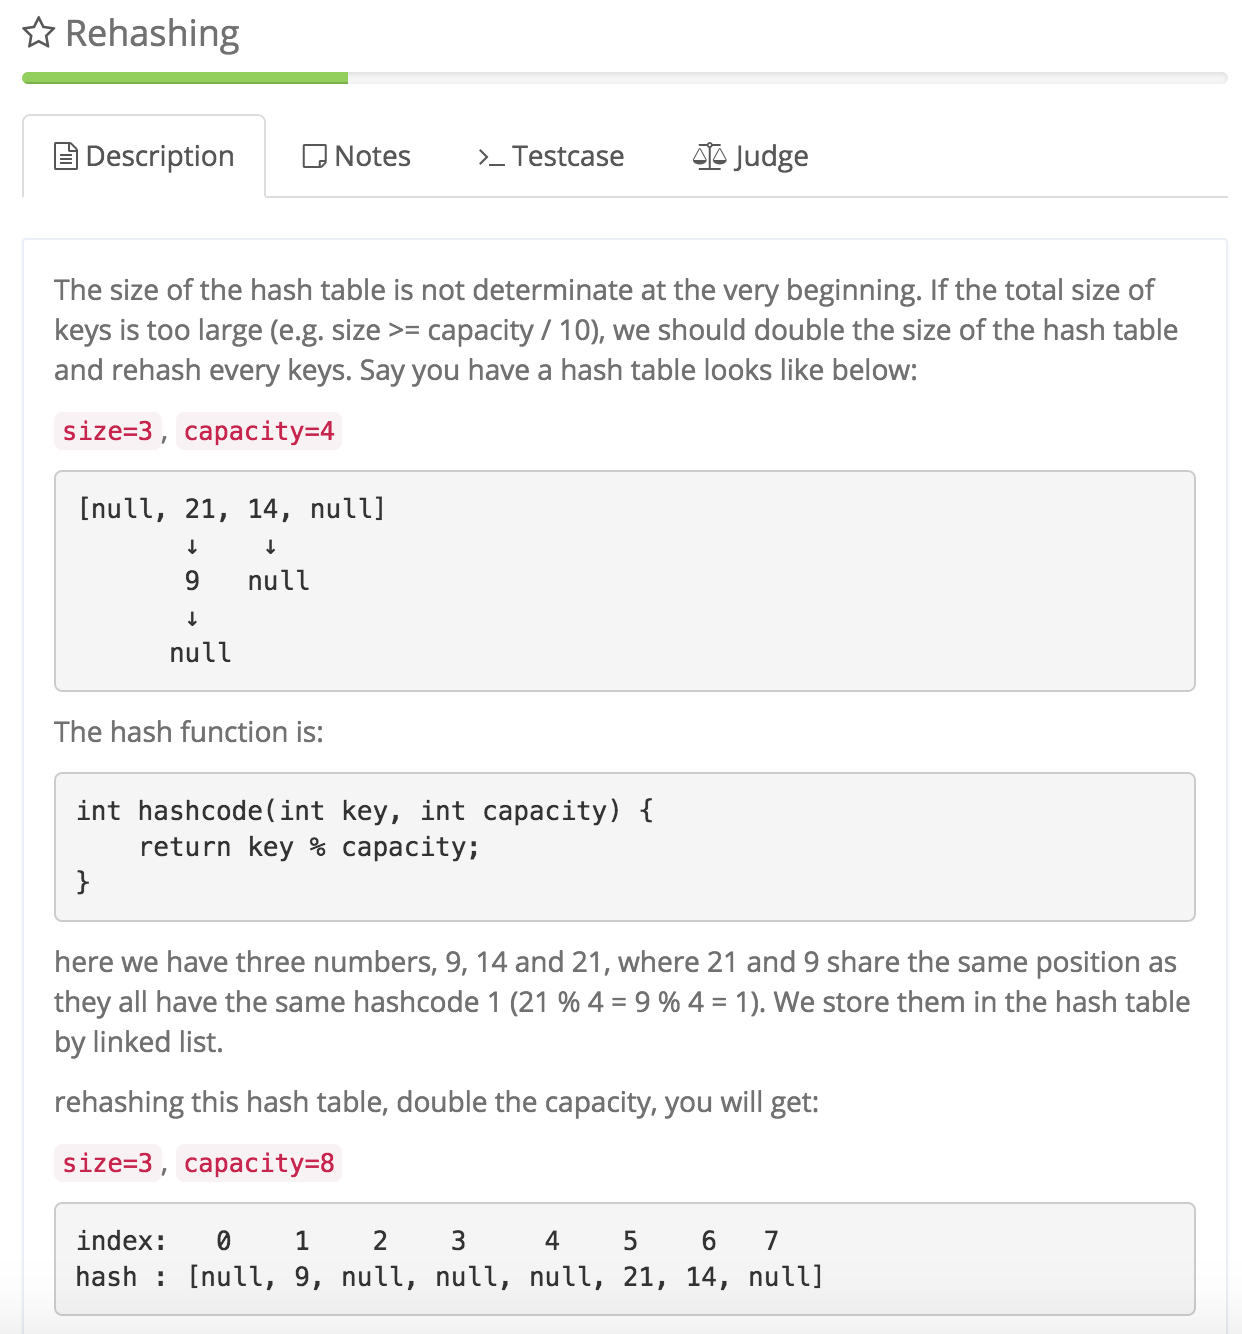 Rehashing
Description
Notes
>_ Testcase
Judge
The size of the hash table is not determinate at the very beginning. If the total size of
keys is too large (e.g. size >= capacity / 10), we should double the size of the hash table
and rehash every keys. Say you have a hash table looks like below:
size=3, capacity=4
[null, 21, 14, null]
       ↓    ↓
       9   null
       ↓
      null
The hash function is:
int hashcode(int key, int capacity) {
    return key % capacity;
}
here we have three numbers, 9, 14 and 21, where 21 and 9 share the same position as
they all have the same hashcode 1 (21 % 4 = 9 % 4 = 1). We store them in the hash table
by linked list.
rehashing this hash table, double the capacity, you will get:
size=3, capacity=8
index:   0    1    2    3     4    5    6   7
hash : [null, 9, null, null, null, 21, 14, null]